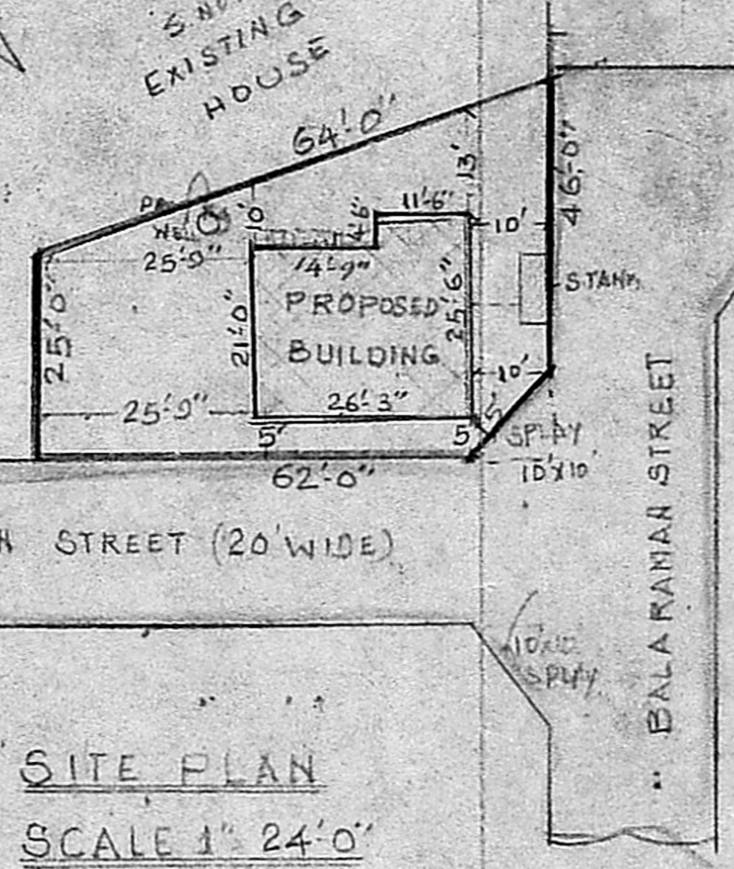 S.NO.
EXISTING
HOUSE
64'-0"
13'
46'-0"
WELL
10'
4'6"
11'-6"
10'
25'-9"
14'-9"
25'-0"
21'-0"
PROPOSED
BUILDING
25'-6"
S.TANK
10'
25'-9"
26'-3"
5'
5'
5'
SPLAY
10'X10'
62'-0"
STREET (20' WIDE)
BALARAMAN STREET
10'X10'
SPLAY
SITE PLAN
SCALE 1": 24'-0"